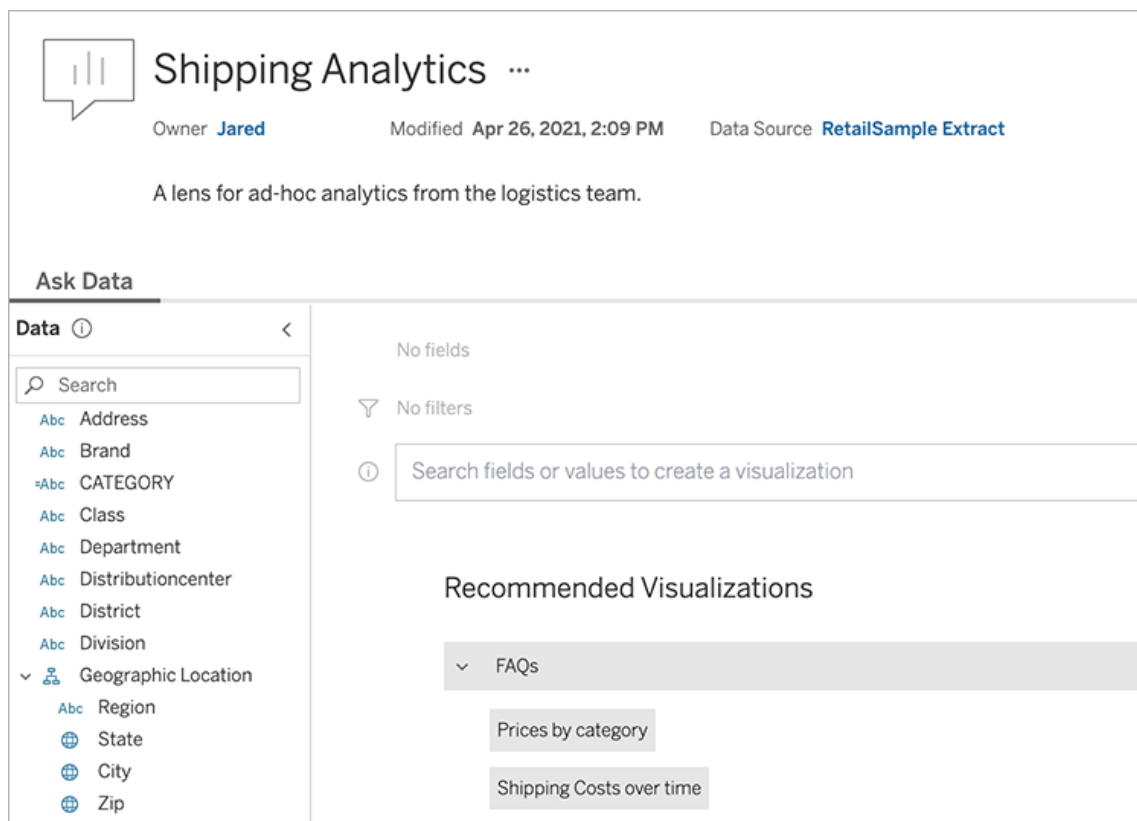 Shipping Analytics ...
Owner Jared Modified Apr 26, 2021, 2:09 PM Data Source RetailSample Extract
A lens for ad-hoc analytics from the logistics team.
Ask Data
Data
Search
Abc Address
Abc Brand
=Abc CATEGORY
Abc Class
Abc Department
Abc Distributioncenter
Abc District
Abc Division
Geographic Location
Abc Region
State
City
Zip
No fields
No filters
Search fields or values to create a visualization
Recommended Visualizations
FAQs
Prices by category
Shipping Costs over time